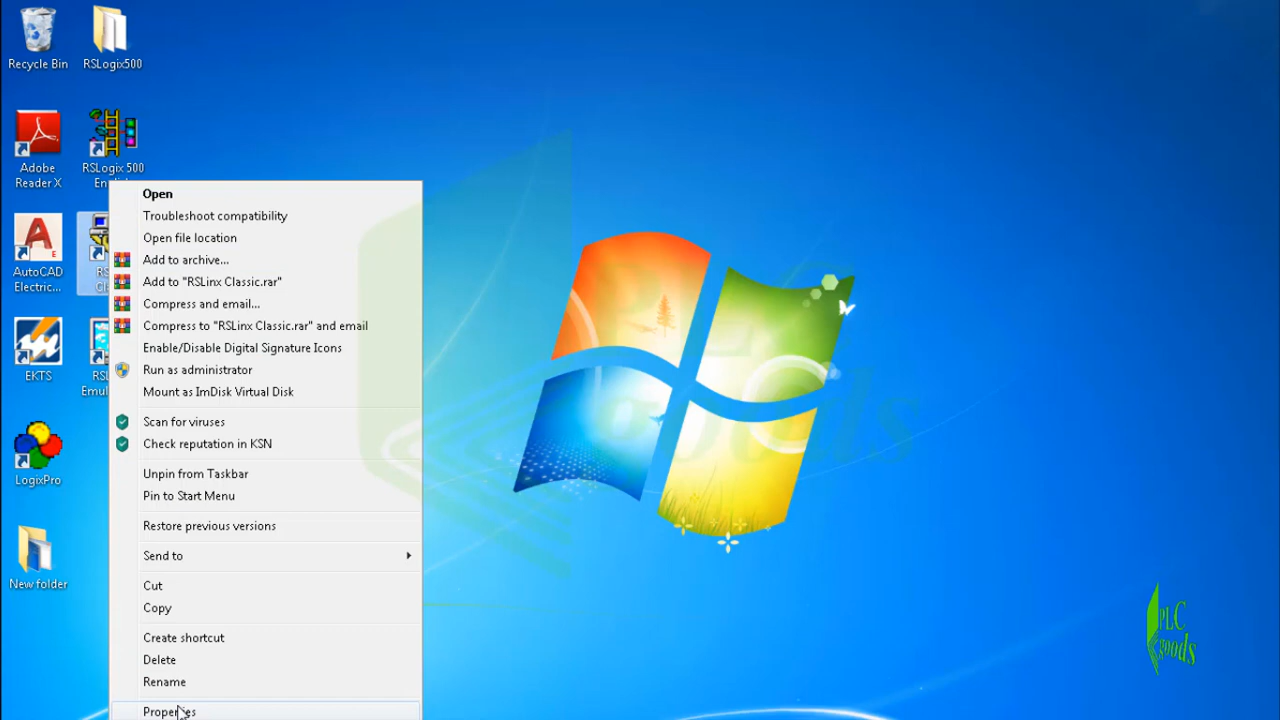 Recycle Bin
RSLogix500
Adobe
Reader X
RSLogix 500
AutoCAD
Electric...
EKTS
LogixPro
New folder
Open
Troubleshoot compatibility
Open file location
Add to archive...
Add to "RSLinx Classic.rar"
Compress and email...
Compress to "RSLinx Classic.rar" and email
Enable/Disable Digital Signature Icons
Run as administrator
Mount as ImDisk Virtual Disk
Scan for viruses
Check reputation in KSN
Unpin from Taskbar
Pin to Start Menu
Restore previous versions
Send to
Cut
Copy
Create shortcut
Delete
Rename
Properties
PLC
goods
PLC
goods